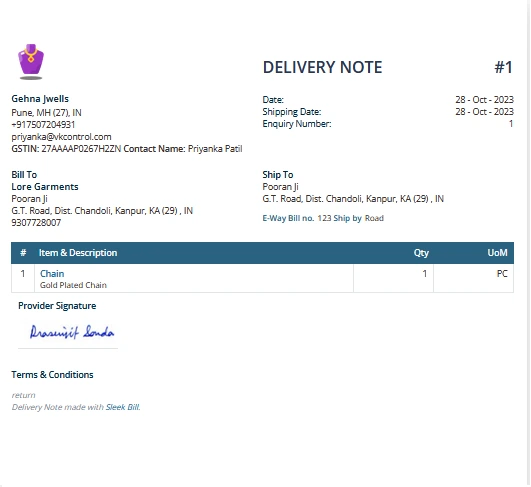 DELIVERY NOTE #1
Gehna Jwells
Pune, MH (27), IN
+917507204931
priyanka@vkcontrol.com
GSTIN: 27AAAAP0267H2ZN Contact Name: Priyanka Patil
Date: 28 - Oct - 2023
Shipping Date: 28 - Oct - 2023
Enquiry Number: 1
Bill To
Lore Garments
Pooran Ji
G.T. Road, Dist. Chandoli, Kanpur, KA (29) , IN
9307728007
Ship To
Pooran Ji
G.T. Road, Dist. Chandoli, Kanpur, KA (29) , IN
E-Way Bill no. 123 Ship by Road
# Item & Description Qty UoM
1 Chain 1 PC
Gold Plated Chain
Provider Signature
Prasenjit Sonda
Terms & Conditions
return
Delivery Note made with Sleek Bill.